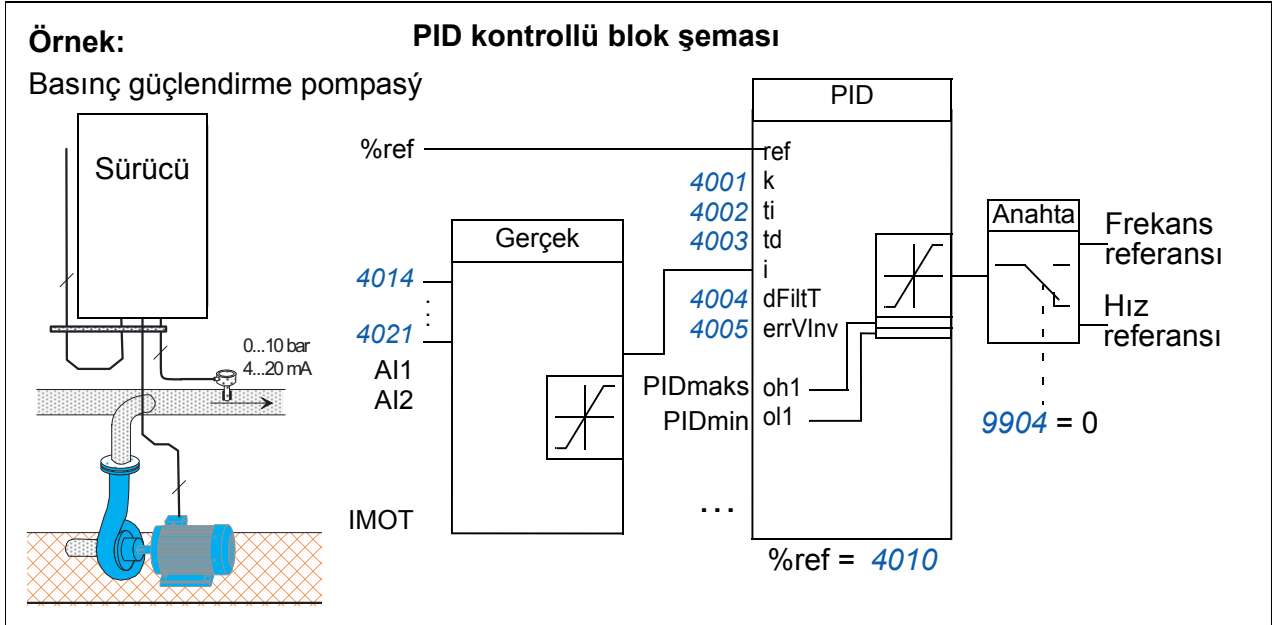 Örnek:
PID kontrollü blok şeması
Basınç güçlendirme pompasý
Sürücü
0...10 bar
4...20 mA
%ref
Gerçek
4014
4021
AI1
AI2
IMOT
PID
ref
4001 k
4002 ti
4003 td
i
4004 dFiltT
4005 errVInv
PIDmaks oh1
PIDmin ol1
...
%ref = 4010
Anahta
Frekans
referansı
Hız
referansı
9904 = 0